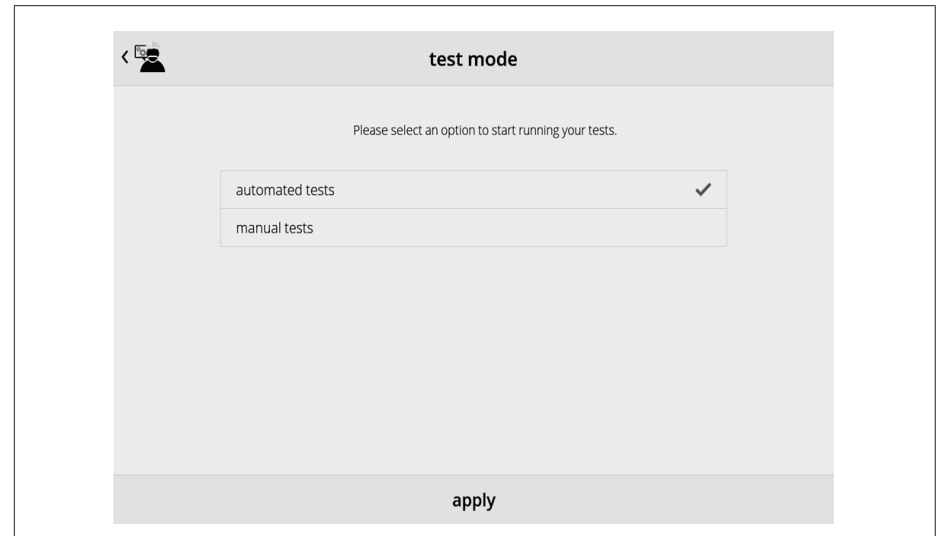 test mode
Please select an option to start running your tests.
automated tests
manual tests
apply